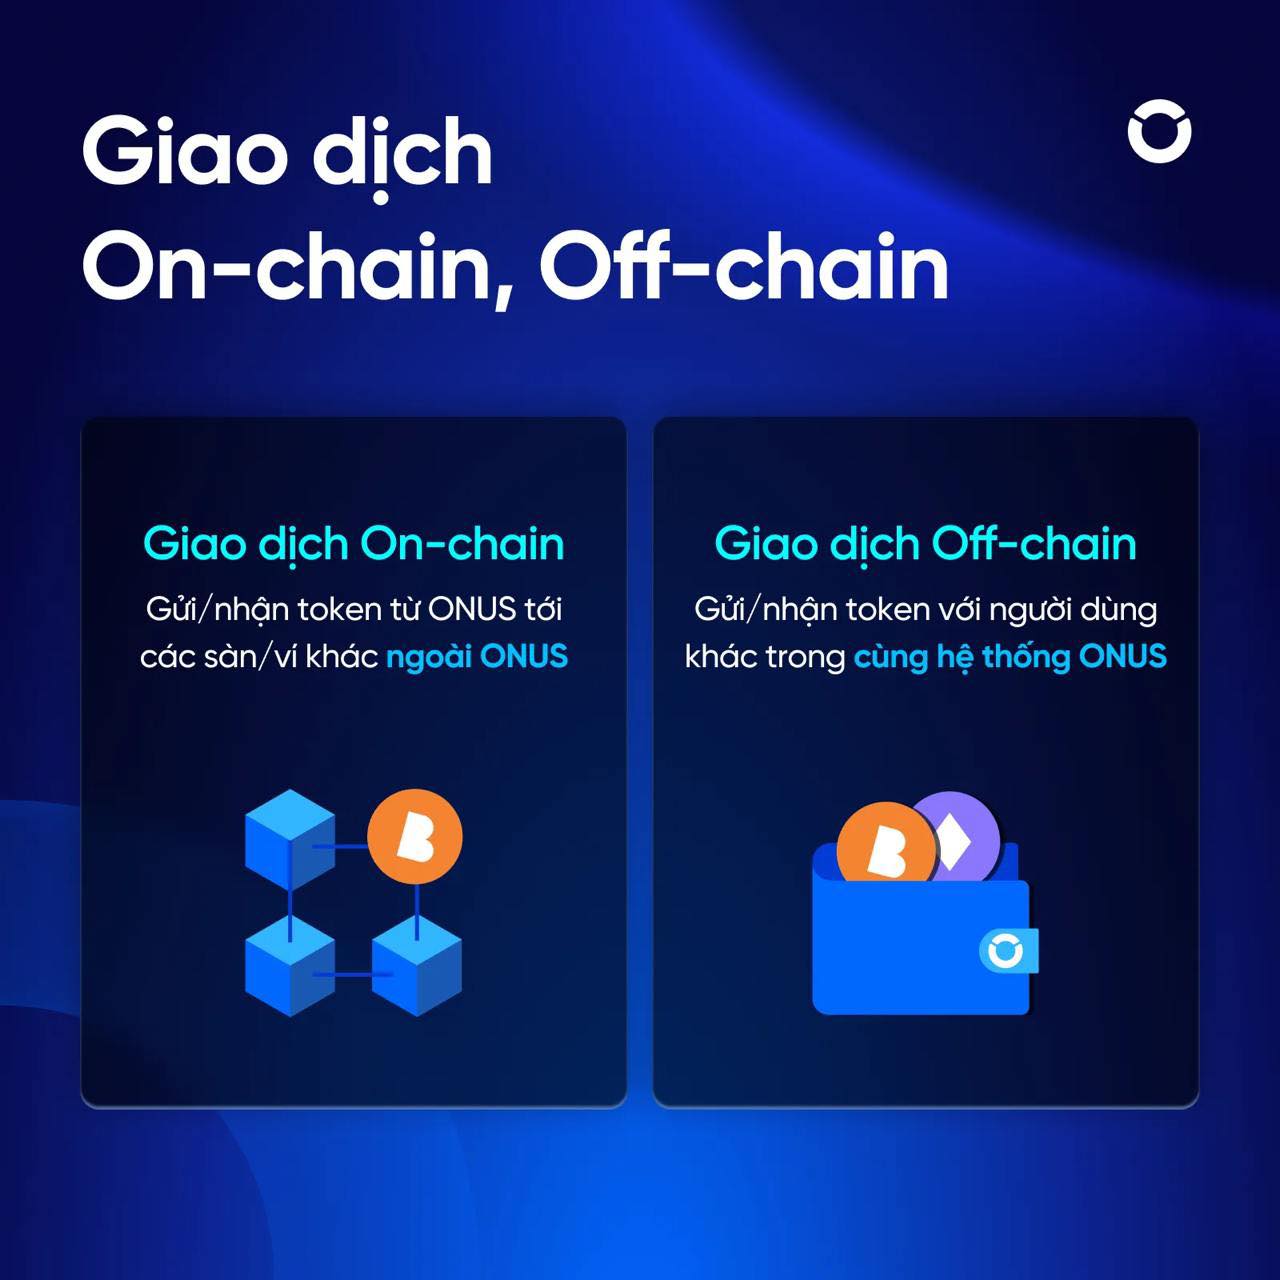 Giao dịch
On-chain, Off-chain
Giao dịch On-chain
Gửi/nhận token từ ONUS tới
các sàn/ví khác ngoài ONUS
Giao dịch Off-chain
Gửi/nhận token với người dùng
khác trong cùng hệ thống ONUS